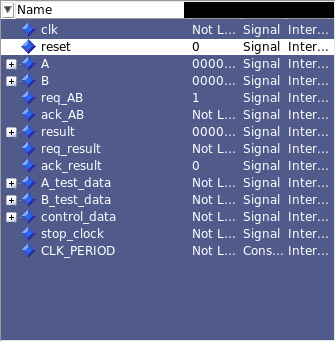 Name
clk Not L... Signal Inter...
reset 0 Signal Inter...
A 0000... Signal Inter...
B 0000... Signal Inter...
req_AB 1 Signal Inter...
ack_AB Not L... Signal Inter...
result 0000... Signal Inter...
req_result Not L... Signal Inter...
ack_result 0 Signal Inter...
A_test_data Not L... Signal Inter...
B_test_data Not L... Signal Inter...
control_data Not L... Signal Inter...
stop_clock Not L... Signal Inter...
CLK_PERIOD Not L... Cons... Inter...